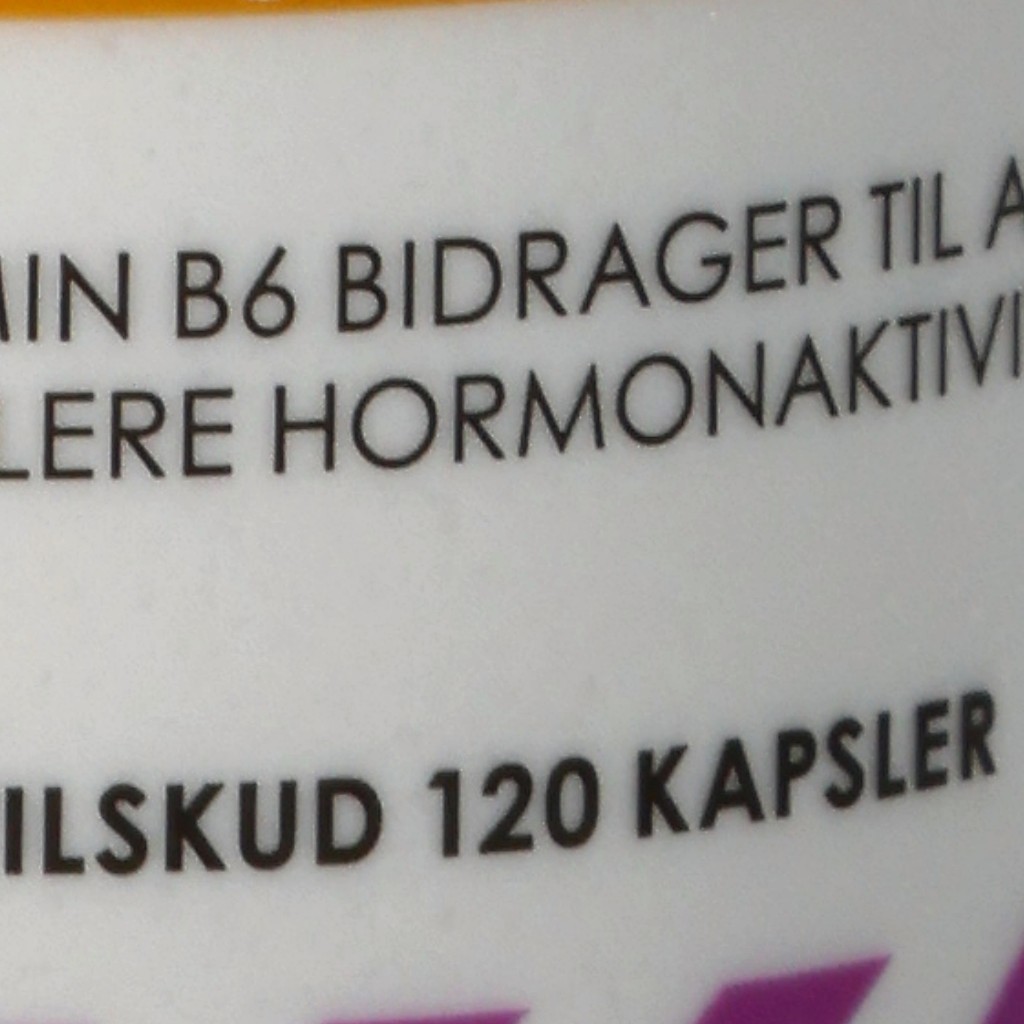 MIN B6 BIDRAGER TIL A
LERE HORMONAKTIVI
ILSKUD 120 KAPSLER